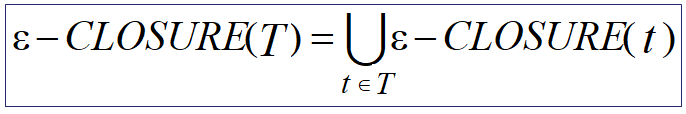 ε – CLOSURE(T) = ⋃ ε – CLOSURE(t)
t ∈ T